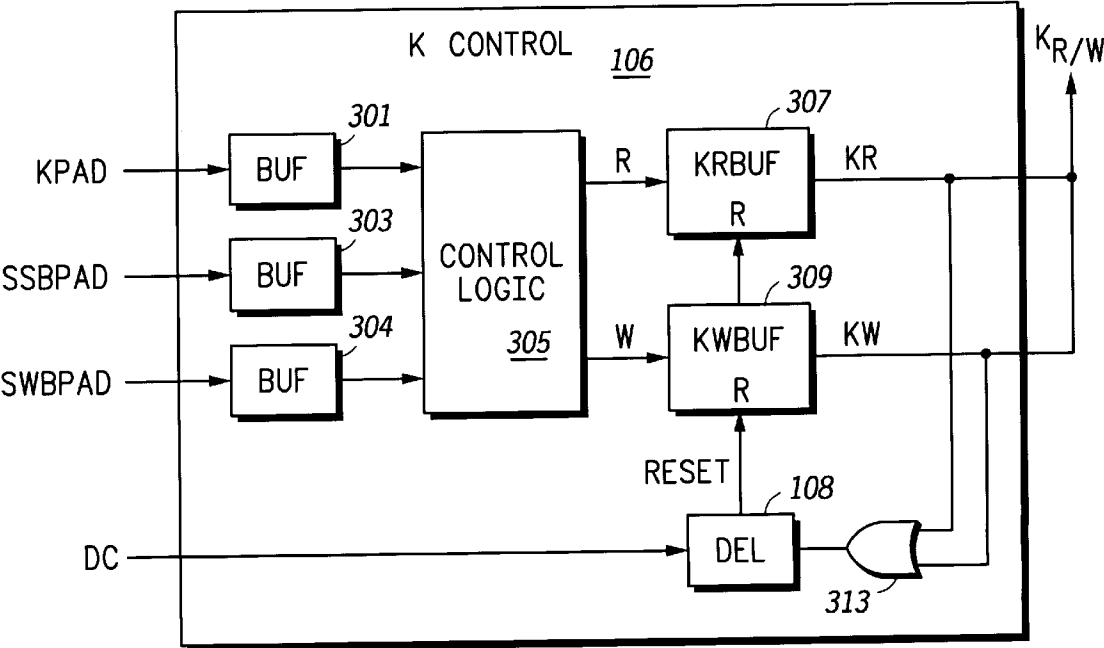 K CONTROL
106
K R/W
301
307
KPAD
BUF
R
KRBUF
KR
R
303
SSBPAD
BUF
CONTROL
LOGIC
305
309
304
W
KWBUF
KW
R
SWBPAD
BUF
RESET
108
DC
DEL
313